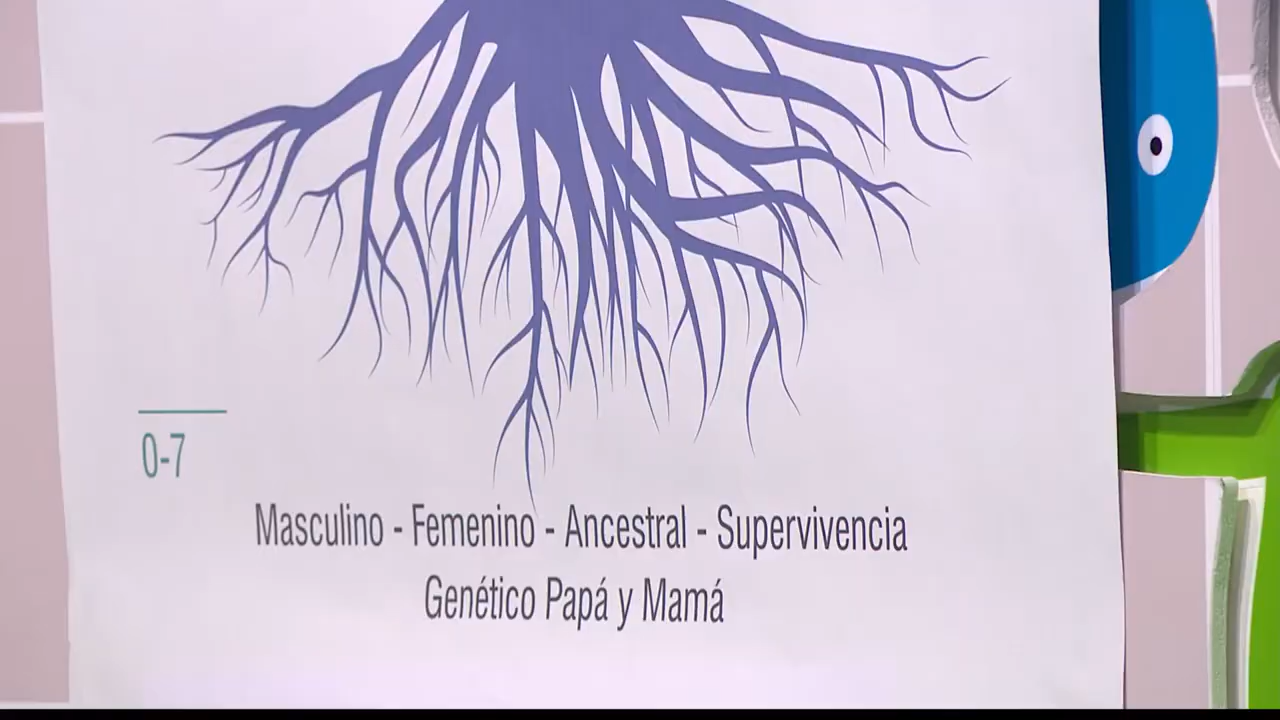 0-7
Masculino - Femenino - Ancestral - Supervivencia
Genético Papá y Mamá